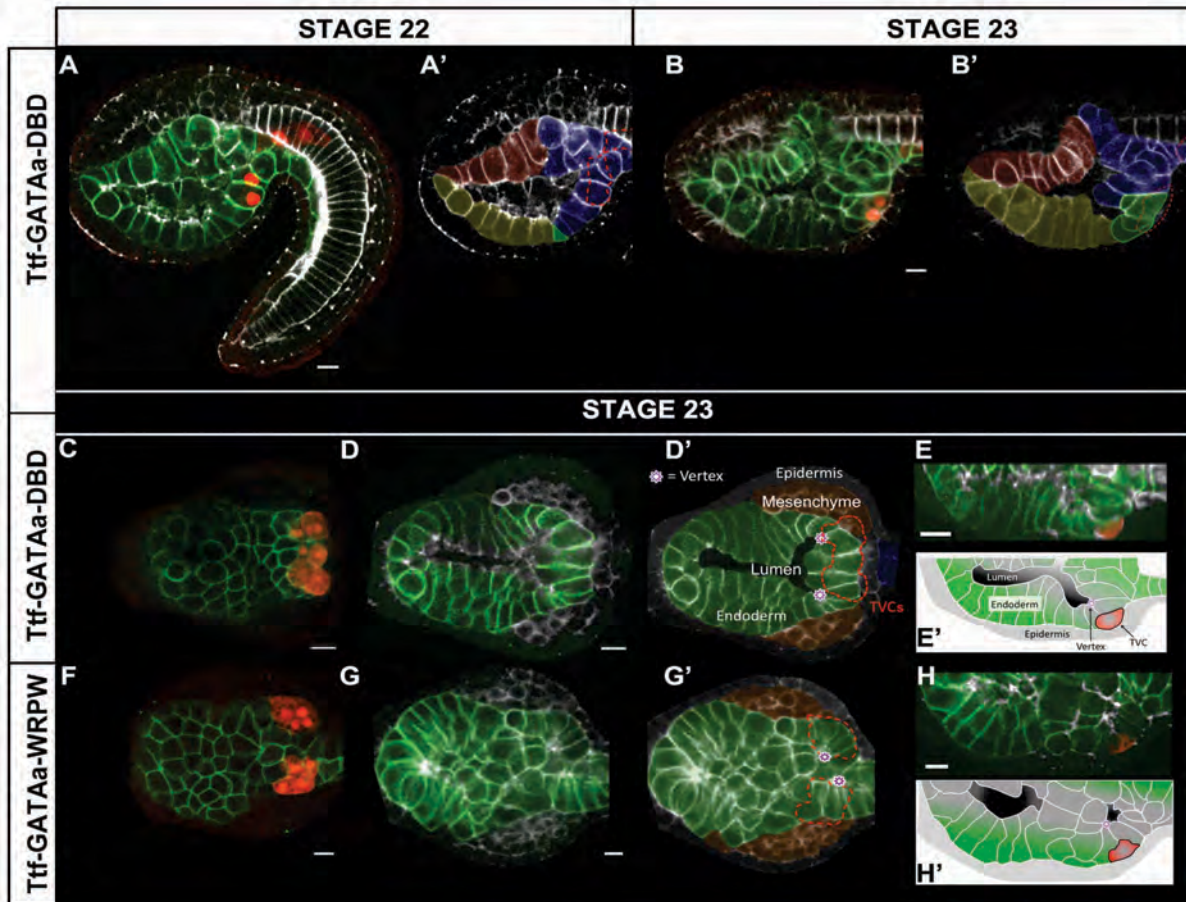 STAGE 22
STAGE 23
Ttf-GATAa-DBD
A
A’
B
B’
STAGE 23
Ttf-GATAa-DBD
C
D
D’
= Vertex
Epidermis
Mesenchyme
Lumen
TVCs
Endoderm
E
Lumen
Endoderm
Epidermis
E’
Vertex
TVC
Ttf-GATAa-WRPW
F
G
G’
H
H’